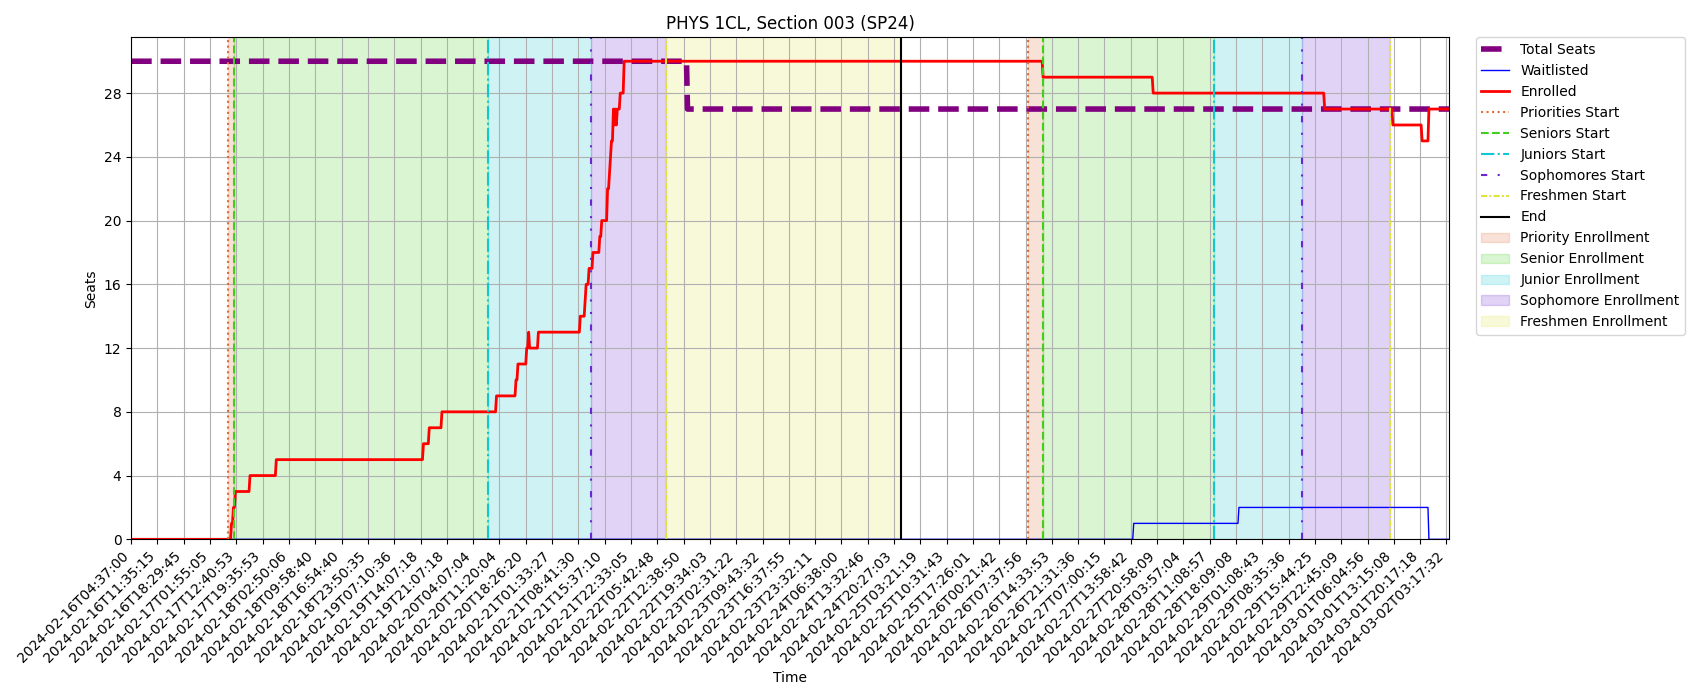 PHYS 1CL, Section 003 (SP24)
Total Seats
Waitlisted
Enrolled
Priorities Start
Seniors Start
Juniors Start
Sophomores Start
Freshmen Start
End
Priority Enrollment
Senior Enrollment
Junior Enrollment
Sophomore Enrollment
Freshmen Enrollment
Seats
28
24
20
16
12
8
4
0
2024-02-16T04:37:00
2024-02-16T11:35:15
2024-02-16T18:29:45
2024-02-17T01:55:05
2024-02-17T12:40:53
2024-02-17T19:35:53
2024-02-18T02:50:06
2024-02-18T09:58:40
2024-02-18T16:54:40
2024-02-18T23:50:35
2024-02-19T07:10:36
2024-02-19T14:07:18
2024-02-19T21:07:18
2024-02-20T04:07:04
2024-02-20T11:20:04
2024-02-20T18:26:20
2024-02-21T01:33:27
2024-02-21T08:41:30
2024-02-21T15:37:10
2024-02-21T22:33:05
2024-02-22T05:42:48
2024-02-22T12:38:50
2024-02-22T19:34:03
2024-02-23T02:31:22
2024-02-23T09:43:32
2024-02-23T16:37:55
2024-02-23T23:32:11
2024-02-24T06:38:00
2024-02-24T13:32:46
2024-02-24T20:27:03
2024-02-25T03:21:19
2024-02-25T10:31:43
2024-02-25T17:26:01
2024-02-26T00:21:42
2024-02-26T07:37:56
2024-02-26T14:33:53
2024-02-26T21:31:36
2024-02-27T07:00:15
2024-02-27T13:58:42
2024-02-27T20:58:09
2024-02-28T03:57:04
2024-02-28T11:08:57
2024-02-28T18:09:08
2024-02-29T01:08:43
2024-02-29T08:35:36
2024-02-29T15:44:25
2024-02-29T22:45:09
2024-03-01T06:04:56
2024-03-01T13:15:08
2024-03-01T20:17:18
2024-03-02T03:17:32
Time